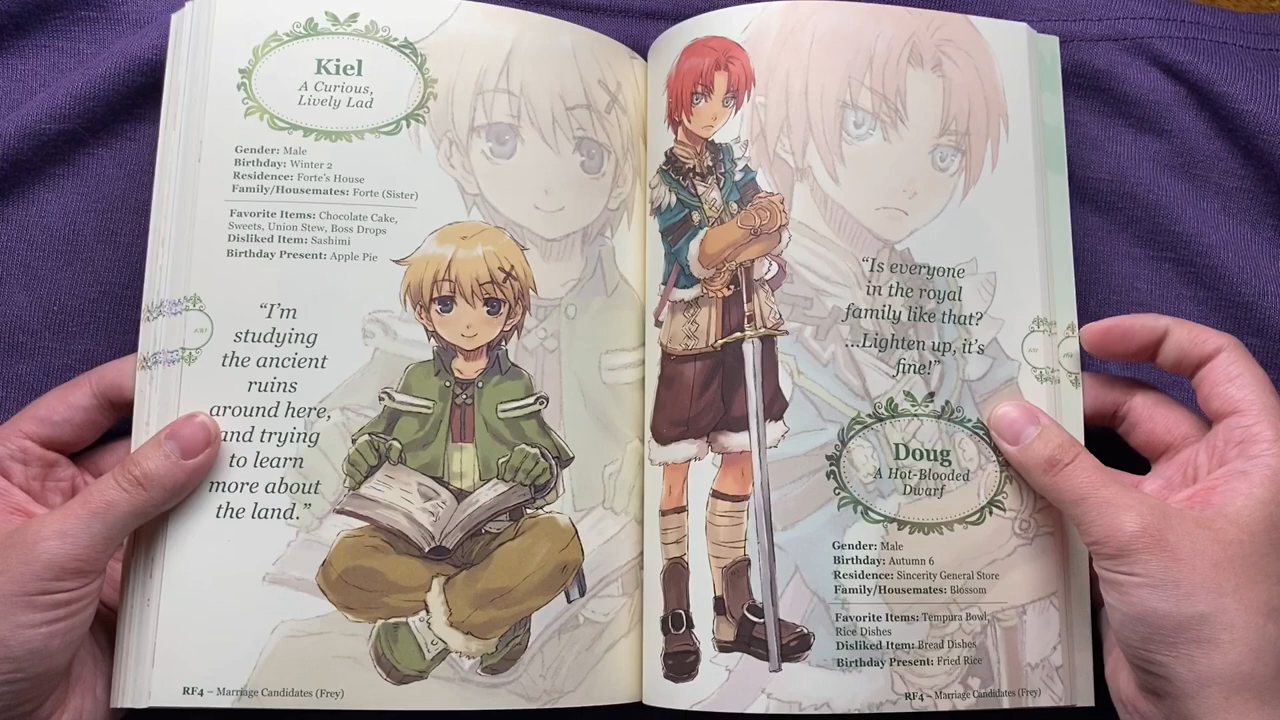 Kiel
A Curious,
Lively Lad
Gender: Male
Birthday: Winter 2
Residence: Forte's House
Family/Housemates: Forte (Sister)
Favorite Items: Chocolate Cake,
Sweets, Union Stew, Boss Drops
Disliked Item: Sashimi
Birthday Present: Apple Pie
“I’m
studying
the ancient
ruins
around here,
and trying
to learn
more about
the land.”
RF4 – Marriage Candidates (Frey)
“Is everyone
in the royal
family like that?
...Lighten up, it’s
fine!”
Doug
A Hot-Blooded
Dwarf
Gender: Male
Birthday: Autumn 6
Residence: Sincerity General Store
Family/Housemates: Blossom
Favorite Items: Tempura Bowl,
Rice Dishes
Disliked Item: Bread Dishes
Birthday Present: Fried Rice
RF4 – Marriage Candidates (Frey)